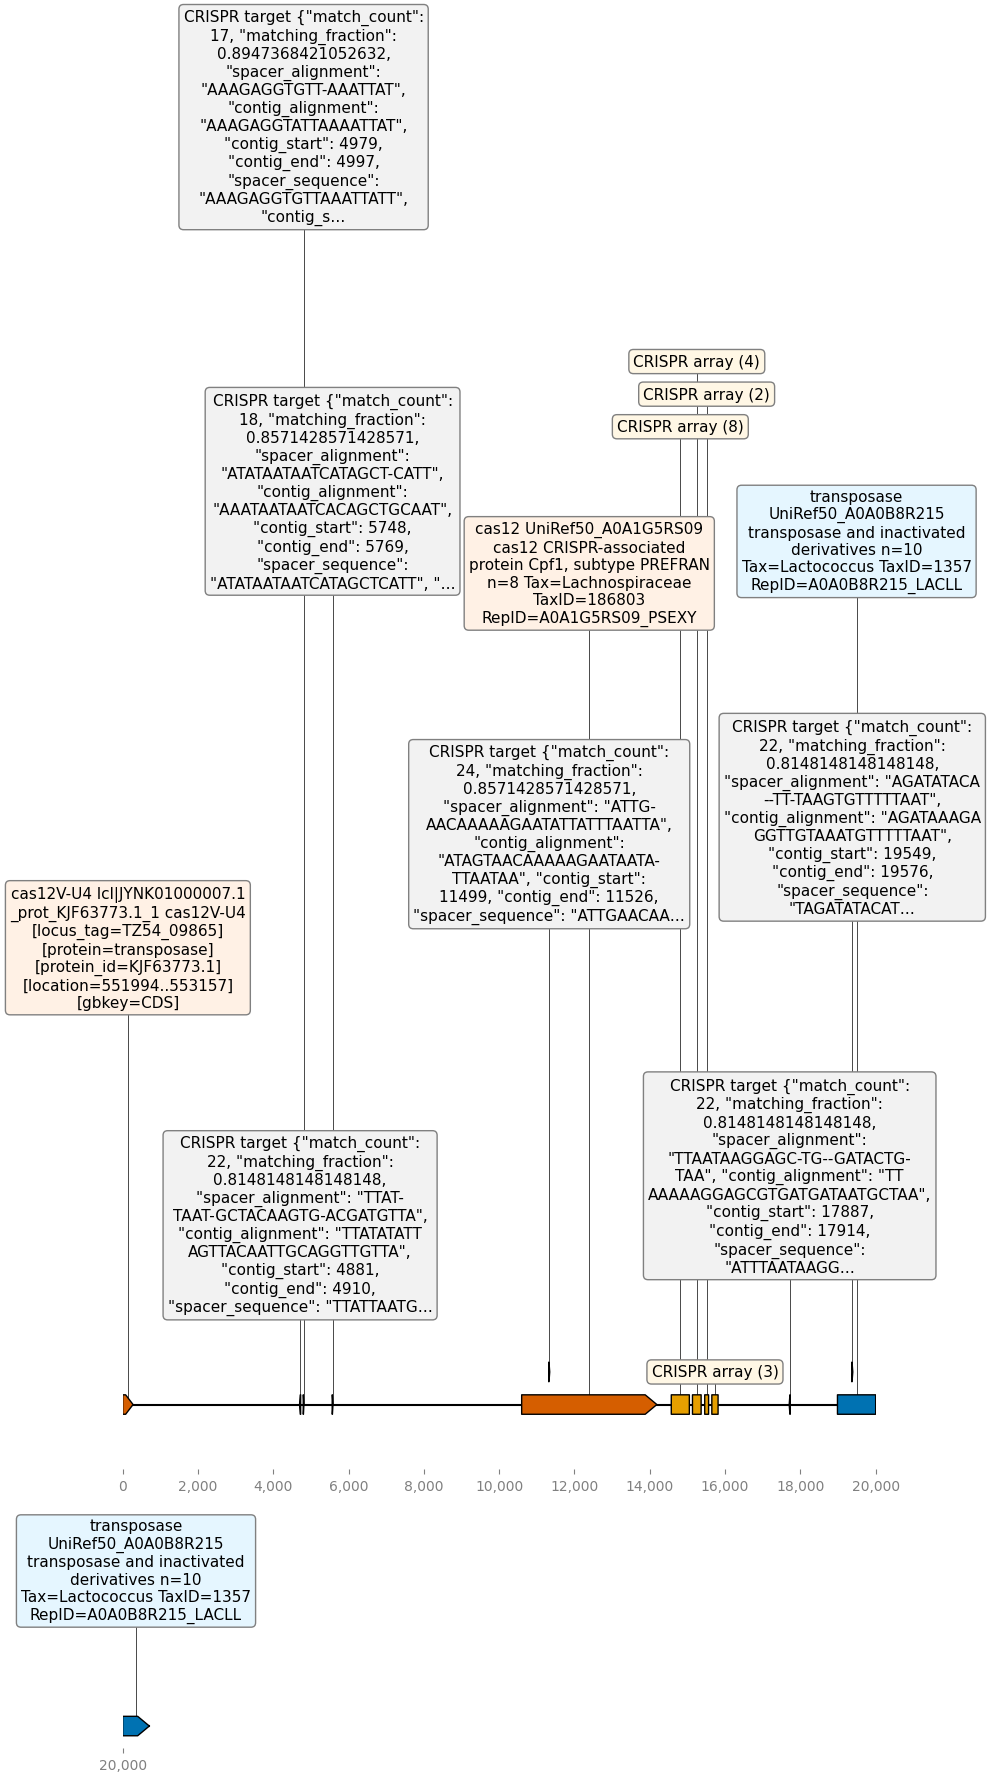 CRISPR target {"match_count":
17, "matching_fraction":
0.8947368421052632,
"spacer_alignment":
"AAAGAGGTGTT-AAATTAT",
"contig_alignment":
"AAAGAGGTATTAAAATTAT",
"contig_start": 4979,
"contig_end": 4997,
"spacer_sequence":
"AAAGAGGTGTTAAATTATT",
"contig_s...
CRISPR array (4)
CRISPR array (2)
CRISPR array (8)
CRISPR target {"match_count":
18, "matching_fraction":
0.8571428571428571,
"spacer_alignment":
"ATATAATAATCATAGCT-CATT",
"contig_alignment":
"AAATAATAATCACAGCTGCAAT",
"contig_start": 5748,
"contig_end": 5769,
"spacer_sequence":
"ATATAATAATCATAGCTCATT", "...
cas12 UniRef50_A0A1G5RS09
cas12 CRISPR-associated
protein Cpf1, subtype PREFRAN
n=8 Tax=Lachnospiraceae
TaxID=186803
RepID=A0A1G5RS09_PSEXY
transposase
UniRef50_A0A0B8R215
transposase and inactivated
derivatives n=10
Tax=Lactococcus TaxID=1357
RepID=A0A0B8R215_LACLL
CRISPR target {"match_count":
24, "matching_fraction":
0.8571428571428571,
"spacer_alignment": "ATTG-
AACAAAAAGAATATTATTTAATTA",
"contig_alignment":
"ATAGTAACAAAAAGAATAATA-
TTAATAA", "contig_start":
11499, "contig_end": 11526,
"spacer_sequence": "ATTGAACAA...
CRISPR target {"match_count":
22, "matching_fraction":
0.8148148148148148,
"spacer_alignment": "AGATATACA
--TT-TAAGTGTTTTTAAT",
"contig_alignment": "AGATAAAGA
GGTTGTAAATGTTTTTAAT",
"contig_start": 19549,
"contig_end": 19576,
"spacer_sequence":
"TAGATATACAT...
cas12V-U4 lcl|JYNK01000007.1
_prot_KJF63773.1_1 cas12V-U4
[locus_tag=TZ54_09865]
[protein=transposase]
[protein_id=KJF63773.1]
[location=551994..553157]
[gbkey=CDS]
CRISPR target {"match_count":
22, "matching_fraction":
0.8148148148148148,
"spacer_alignment":
"TTAATAAGGAGC-TG--GATACTG-
TAA", "contig_alignment": "TT
AAAAAGGAGCGTGATGATAATGCTAA",
"contig_start": 17887,
"contig_end": 17914,
"spacer_sequence":
"ATTTAATAAGG...
CRISPR target {"match_count":
22, "matching_fraction":
0.8148148148148148,
"spacer_alignment": "TTAT-
TAAT-GCTACAAGTG-ACGATGTTA",
"contig_alignment": "TTATATATT
AGTTACAATTGCAGGTTGTTA",
"contig_start": 4881,
"contig_end": 4910,
"spacer_sequence": "TTATTAATG...
CRISPR array (3)
0 2,000 4,000 6,000 8,000 10,000 12,000 14,000 16,000 18,000 20,000
transposase
UniRef50_A0A0B8R215
transposase and inactivated
derivatives n=10
Tax=Lactococcus TaxID=1357
RepID=A0A0B8R215_LACLL
20,000